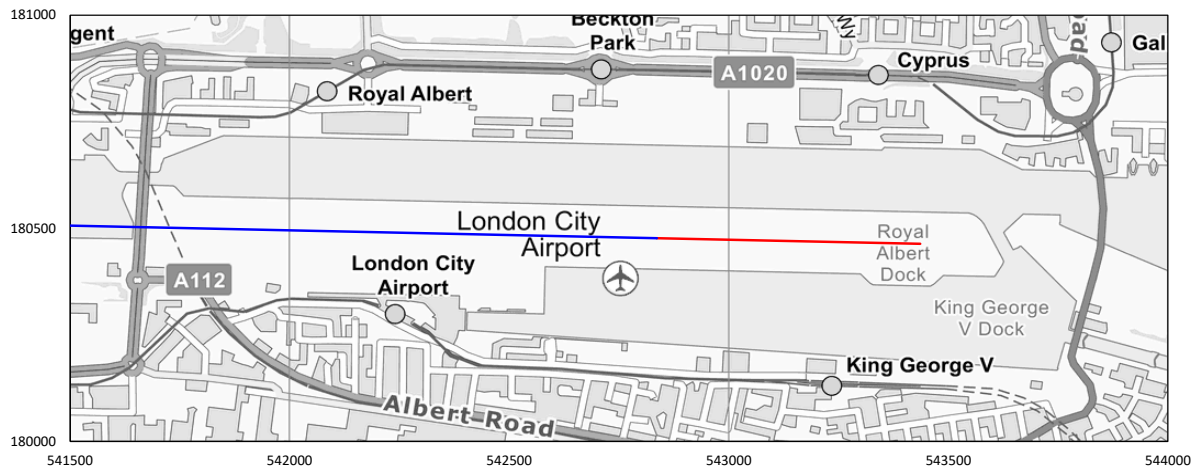 181000
180500
180000
541500
542000
542500
543000
543500
544000
gent
Beckton
Park
A1020
Cyprus
Gal
Royal Albert
London City
Airport
Royal
Albert
Dock
A112
London City
Airport
King George
V Dock
King George V
Albert Road